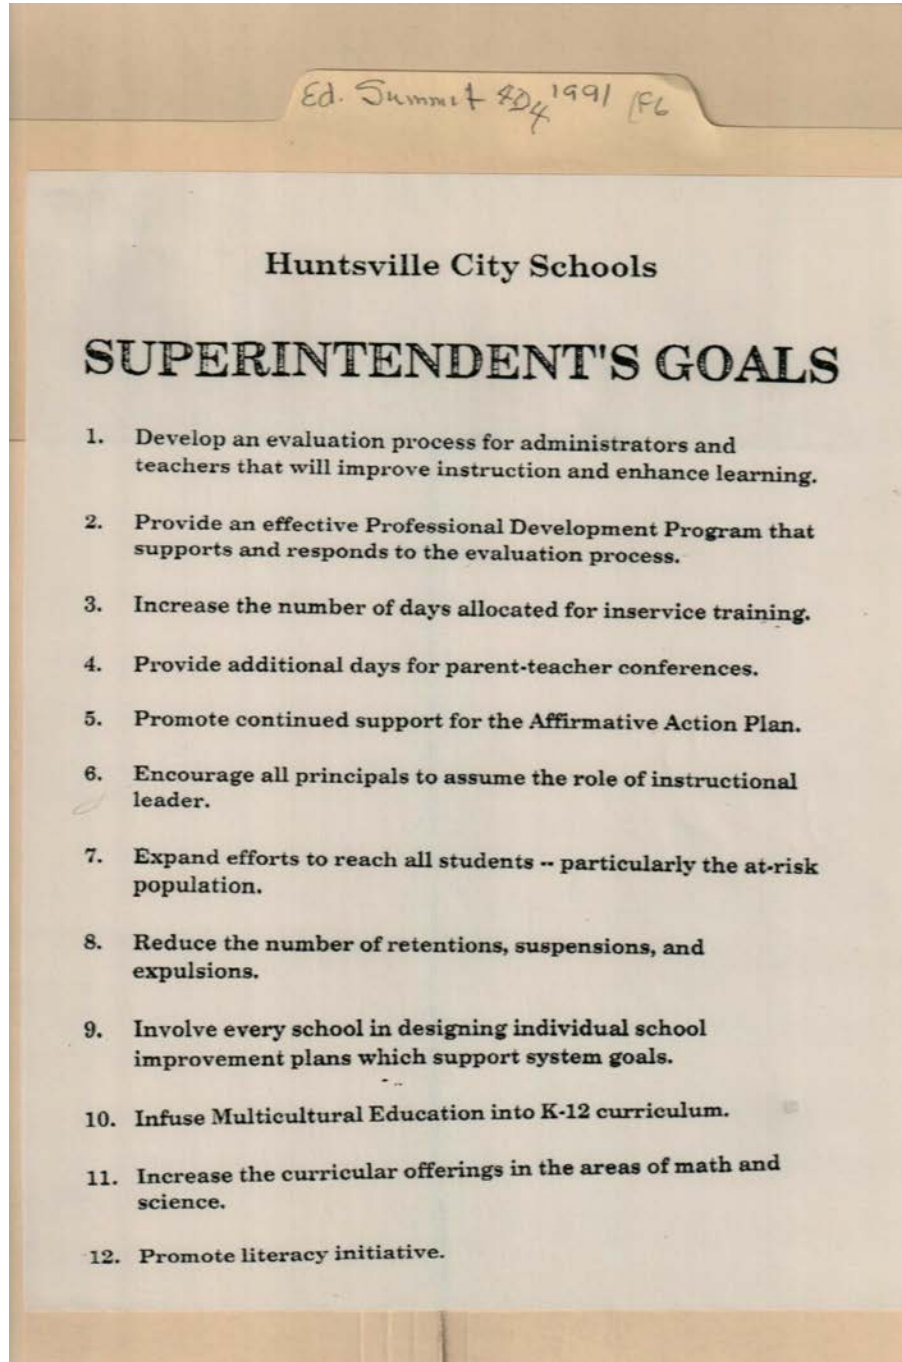 Ed. Summit 4D4 1991 (F6
Huntsville City Schools
SUPERINTENDENT'S GOALS
1. Develop an evaluation process for administrators and
teachers that will improve instruction and enhance learning.
2. Provide an effective Professional Development Program that
supports and responds to the evaluation process.
3. Increase the number of days allocated for inservice training.
4. Provide additional days for parent-teacher conferences.
5. Promote continued support for the Affirmative Action Plan.
6. Encourage all principals to assume the role of instructional
leader.
7. Expand efforts to reach all students -- particularly the at-risk
population.
8. Reduce the number of retentions, suspensions, and
expulsions.
9. Involve every school in designing individual school
improvement plans which support system goals.
10. Infuse Multicultural Education into K-12 curriculum.
11. Increase the curricular offerings in the areas of math and
science.
12. Promote literacy initiative.